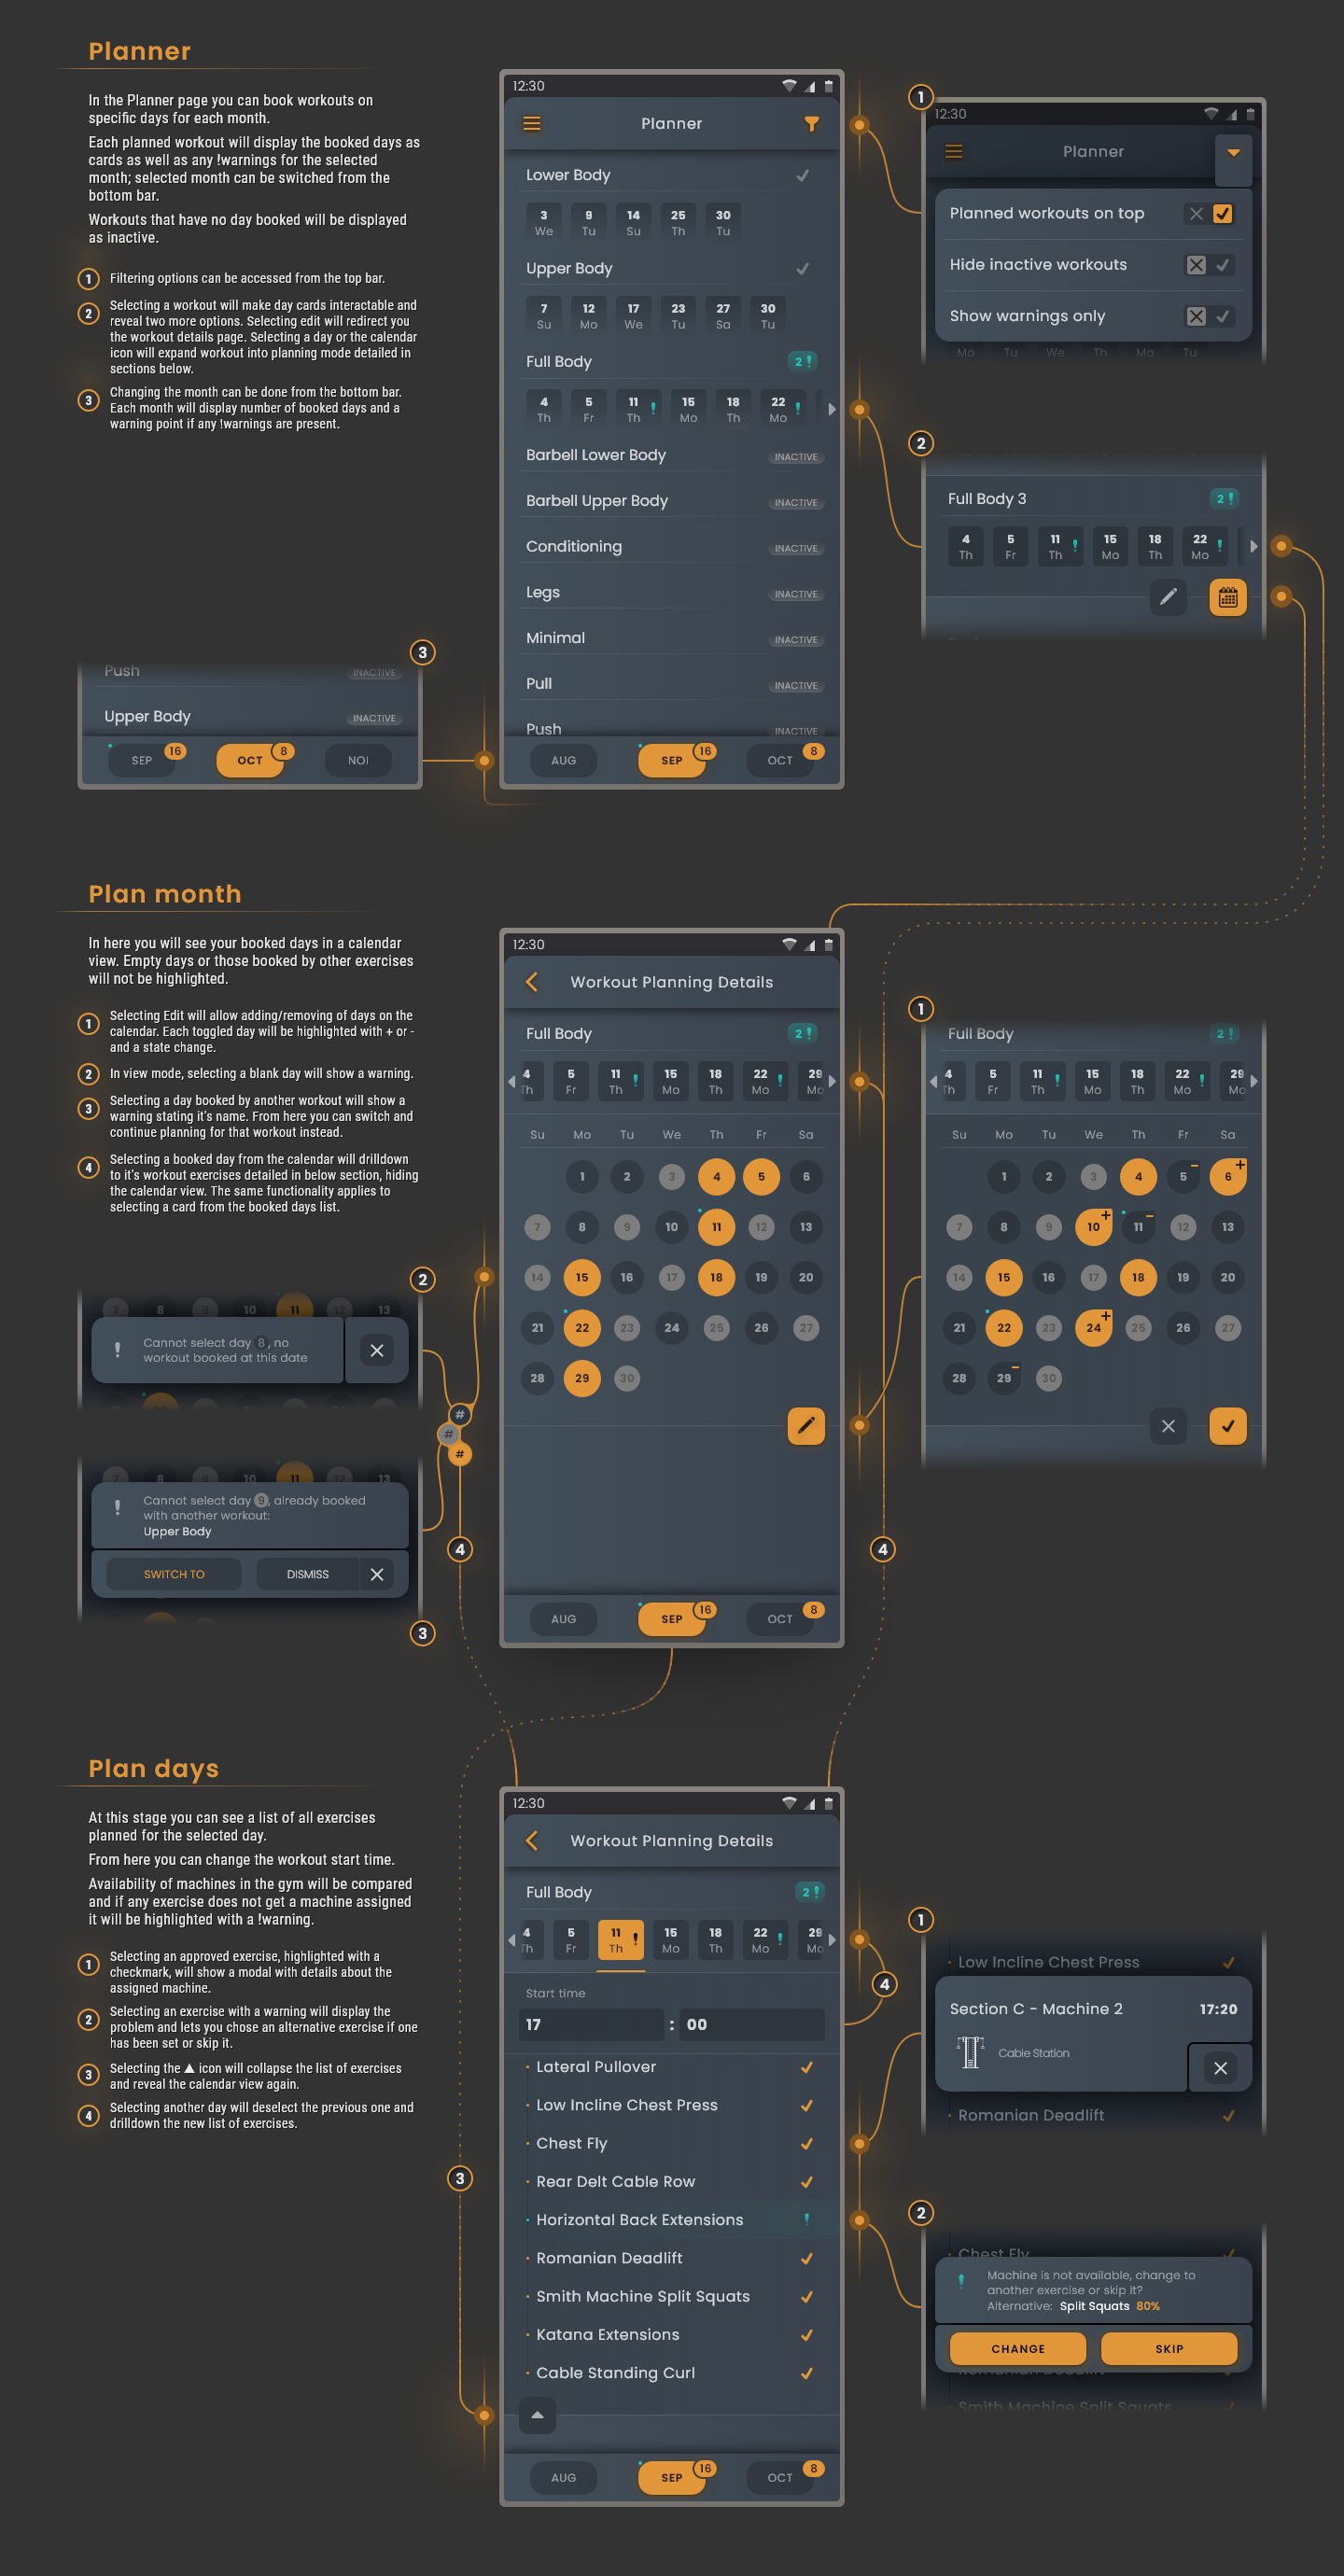 Planner
In the Planner page you can book workouts on
specific days for each month.
Each planned workout will display the booked days as
cards as well as any !warnings for the selected
month; selected month can be switched from the
bottom bar.
Workouts that have no day booked will be displayed
as inactive.
1 Filtering options can be accessed from the top bar.
2 Selecting a workout will make day cards interactable and
reveal two more options. Selecting edit will redirect you
the workout details page. Selecting a day or the calendar
icon will expand workout into planning mode detailed in
sections below.
3 Changing the month can be done from the bottom bar.
Each month will display number of booked days and a
warning point if any !warnings are present.
3
Push INACTIVE
Upper Body INACTIVE
SEP 16 OCT 8 NOI
12:30
Planner
Lower Body
3 9 14 25 30
We Tu Su Th Tu
Upper Body
7 12 17 23 27 30
Su Mo We Tu Sa Tu
Full Body 2 !
4 5 11 ! 15 18 22 !
Th Fr Th Mo Th Mo
Barbell Lower Body INACTIVE
Barbell Upper Body INACTIVE
Conditioning INACTIVE
Legs INACTIVE
Minimal INACTIVE
Pull INACTIVE
Push INACTIVE
AUG SEP 16 OCT 8
1
12:30
Planner
Planned workouts on top
Hide inactive workouts
Show warnings only
Mo Tu We Th Mo Tu
2
Full Body 3 2 !
4 5 11 ! 15 18 22 !
Th Fr Th Mo Th Mo
Plan month
In here you will see your booked days in a calendar
view. Empty days or those booked by other exercises
will not be highlighted.
1 Selecting Edit will allow adding/removing of days on the
calendar. Each toggled day will be highlighted with + or -
and a state change.
2 In view mode, selecting a blank day will show a warning.
3 Selecting a day booked by another workout will show a
warning stating it's name. From here you can switch and
continue planning for that workout instead.
4 Selecting a booked day from the calendar will drilldown
to it's workout exercises detailed in below section, hiding
the calendar view. The same functionality applies to
selecting a card from the booked days list.
2
7 8 9 10 11 12 13
! Cannot select day 8, no
workout booked at this date
7 8 9 10 11 12 13
! Cannot select day 9, already booked
with another workout:
Upper Body
SWITCH TO DISMISS
3
#
#
#
4
12:30
Workout Planning Details
Full Body 2 !
4 5 11 ! 15 18 22 ! 29
Th Fr Th Mo Th Mo Mo
Su Mo Tu We Th Fr Sa
1 2 3 4 5 6
7 8 9 10 11 12 13
14 15 16 17 18 19 20
21 22 23 24 25 26 27
28 29 30
AUG SEP 16 OCT 8
4
1
Full Body 2 !
4 5 11 ! 15 18 22 ! 29
Th Fr Th Mo Th Mo Mo
Su Mo Tu We Th Fr Sa
1 2 3 4 5 - 6 +
7 8 9 10 + 11 - 12 13
14 15 16 17 18 19 20
21 22 23 24 + 25 26 27
28 29 - 30
Plan days
At this stage you can see a list of all exercises
planned for the selected day.
From here you can change the workout start time.
Availability of machines in the gym will be compared
and if any exercise does not get a machine assigned
it will be highlighted with a !warning.
1 Selecting an approved exercise, highlighted with a
checkmark, will show a modal with details about the
assigned machine.
2 Selecting an exercise with a warning will display the
problem and lets you chose an alternative exercise if one
has been set or skip it.
3 Selecting the ▲ icon will collapse the list of exercises
and reveal the calendar view again.
4 Selecting another day will deselect the previous one and
drilldown the new list of exercises.
3
12:30
Workout Planning Details
Full Body 2 !
4 5 11 ! 15 18 22 ! 29
Th Fr Th Mo Th Mo Mo
Start time
17 : 00
Lateral Pullover
Low Incline Chest Press
Chest Fly
Rear Delt Cable Row
Horizontal Back Extensions !
Romanian Deadlift
Smith Machine Split Squats
Katana Extensions
Cable Standing Curl
AUG SEP 16 OCT 8
4
1
Low Incline Chest Press
Section C - Machine 2 17:20
Cable Station
Romanian Deadlift
2
Chest Fly
! Machine is not available, change to
another exercise or skip it?
Alternative: Split Squats 80%
CHANGE SKIP
Romanian Deadlift
Smith Machine Split Squats